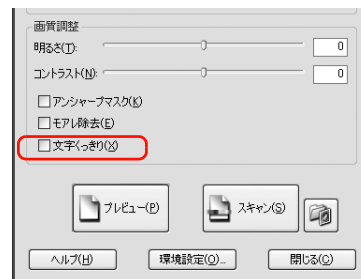 画質調整
明るさ(T): 0
コントラスト(N): 0
アンシャープマスク(K)
モアレ除去(E)
文字くっきり(X)
プレビュー(P) スキャン(S)
ヘルプ(H) 環境設定(O)... 閉じる(C)